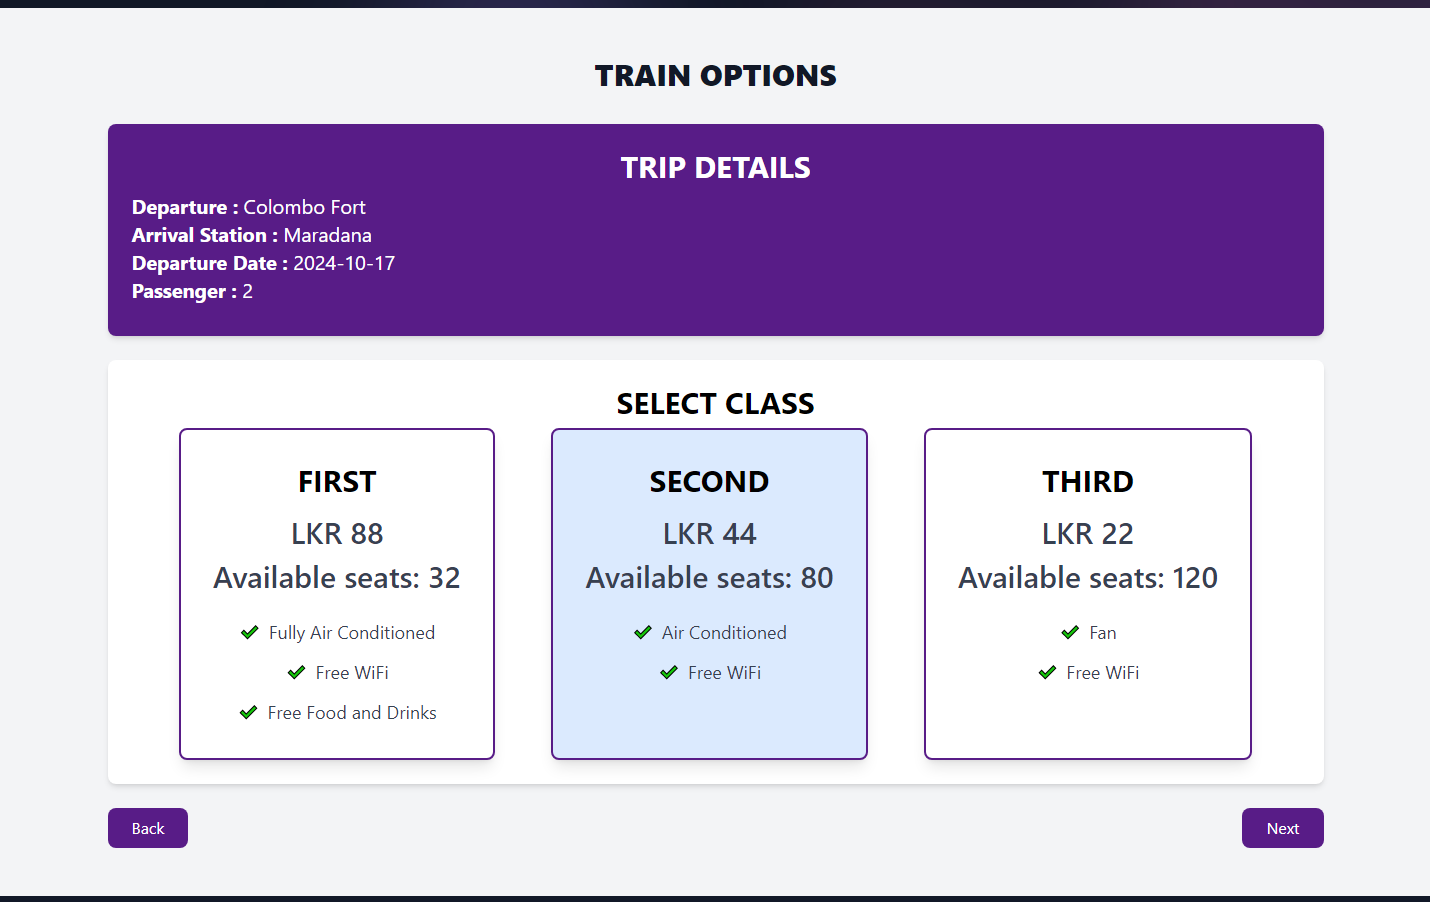 TRAIN OPTIONS
TRIP DETAILS
Departure : Colombo Fort
Arrival Station : Maradana
Departure Date : 2024-10-17
Passenger : 2
SELECT CLASS
FIRST
LKR 88
Available seats: 32
Fully Air Conditioned
Free WiFi
Free Food and Drinks
SECOND
LKR 44
Available seats: 80
Air Conditioned
Free WiFi
THIRD
LKR 22
Available seats: 120
Fan
Free WiFi
Back
Next